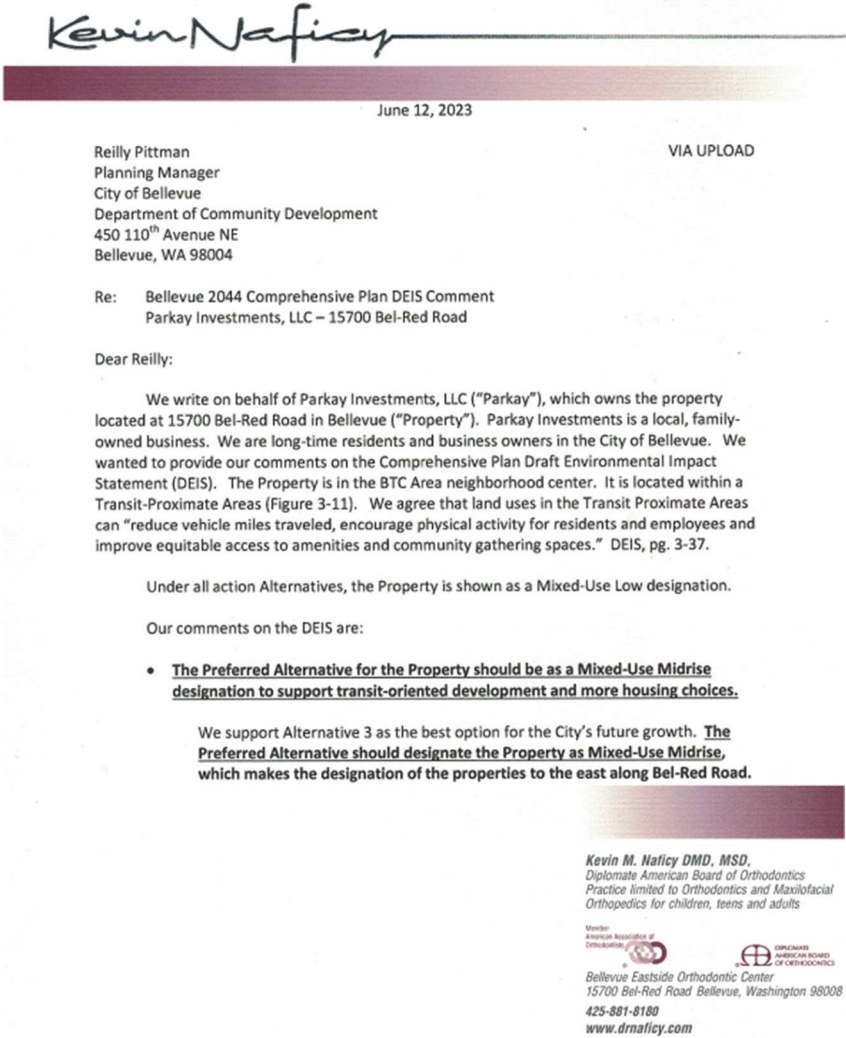 Kevin Naficy
June 12, 2023
Reilly Pittman
VIA UPLOAD
Planning Manager
City of Bellevue
Department of Community Development
450 110th Avenue NE
Bellevue, WA 98004
Re: Bellevue 2044 Comprehensive Plan DEIS Comment
Parkay Investments, LLC – 15700 Bel-Red Road
Dear Reilly:
We write on behalf of Parkay Investments, LLC ("Parkay"), which owns the property
located at 15700 Bel-Red Road in Bellevue ("Property"). Parkay Investments is a local, family-
owned business. We are long-time residents and business owners in the City of Bellevue. We
wanted to provide our comments on the Comprehensive Plan Draft Environmental Impact
Statement (DEIS). The Property is in the BTC Area neighborhood center. It is located within a
Transit-Proximate Areas (Figure 3-11). We agree that land uses in the Transit Proximate Areas
can "reduce vehicle miles traveled, encourage physical activity for residents and employees and
improve equitable access to amenities and community gathering spaces." DEIS, pg. 3-37.
Under all action Alternatives, the Property is shown as a Mixed-Use Low designation.
Our comments on the DEIS are:
• The Preferred Alternative for the Property should be as a Mixed-Use Midrise
designation to support transit-oriented development and more housing choices.
We support Alternative 3 as the best option for the City's future growth. The
Preferred Alternative should designate the Property as Mixed-Use Midrise,
which makes the designation of the properties to the east along Bel-Red Road.
Kevin M. Naficy DMD, MSD,
Diplomate American Board of Orthodontics
Practice limited to Orthodontics and Maxilofacial
Orthopedics for children, teens and adults
Member
American Association of
Orthodontists
DIPLOMATE
AMERICAN BOARD
OF ORTHODONTICS
Bellevue Eastside Orthodontic Center
15700 Bel-Red Road Bellevue, Washington 98008
425-881-8180
www.drnaficy.com